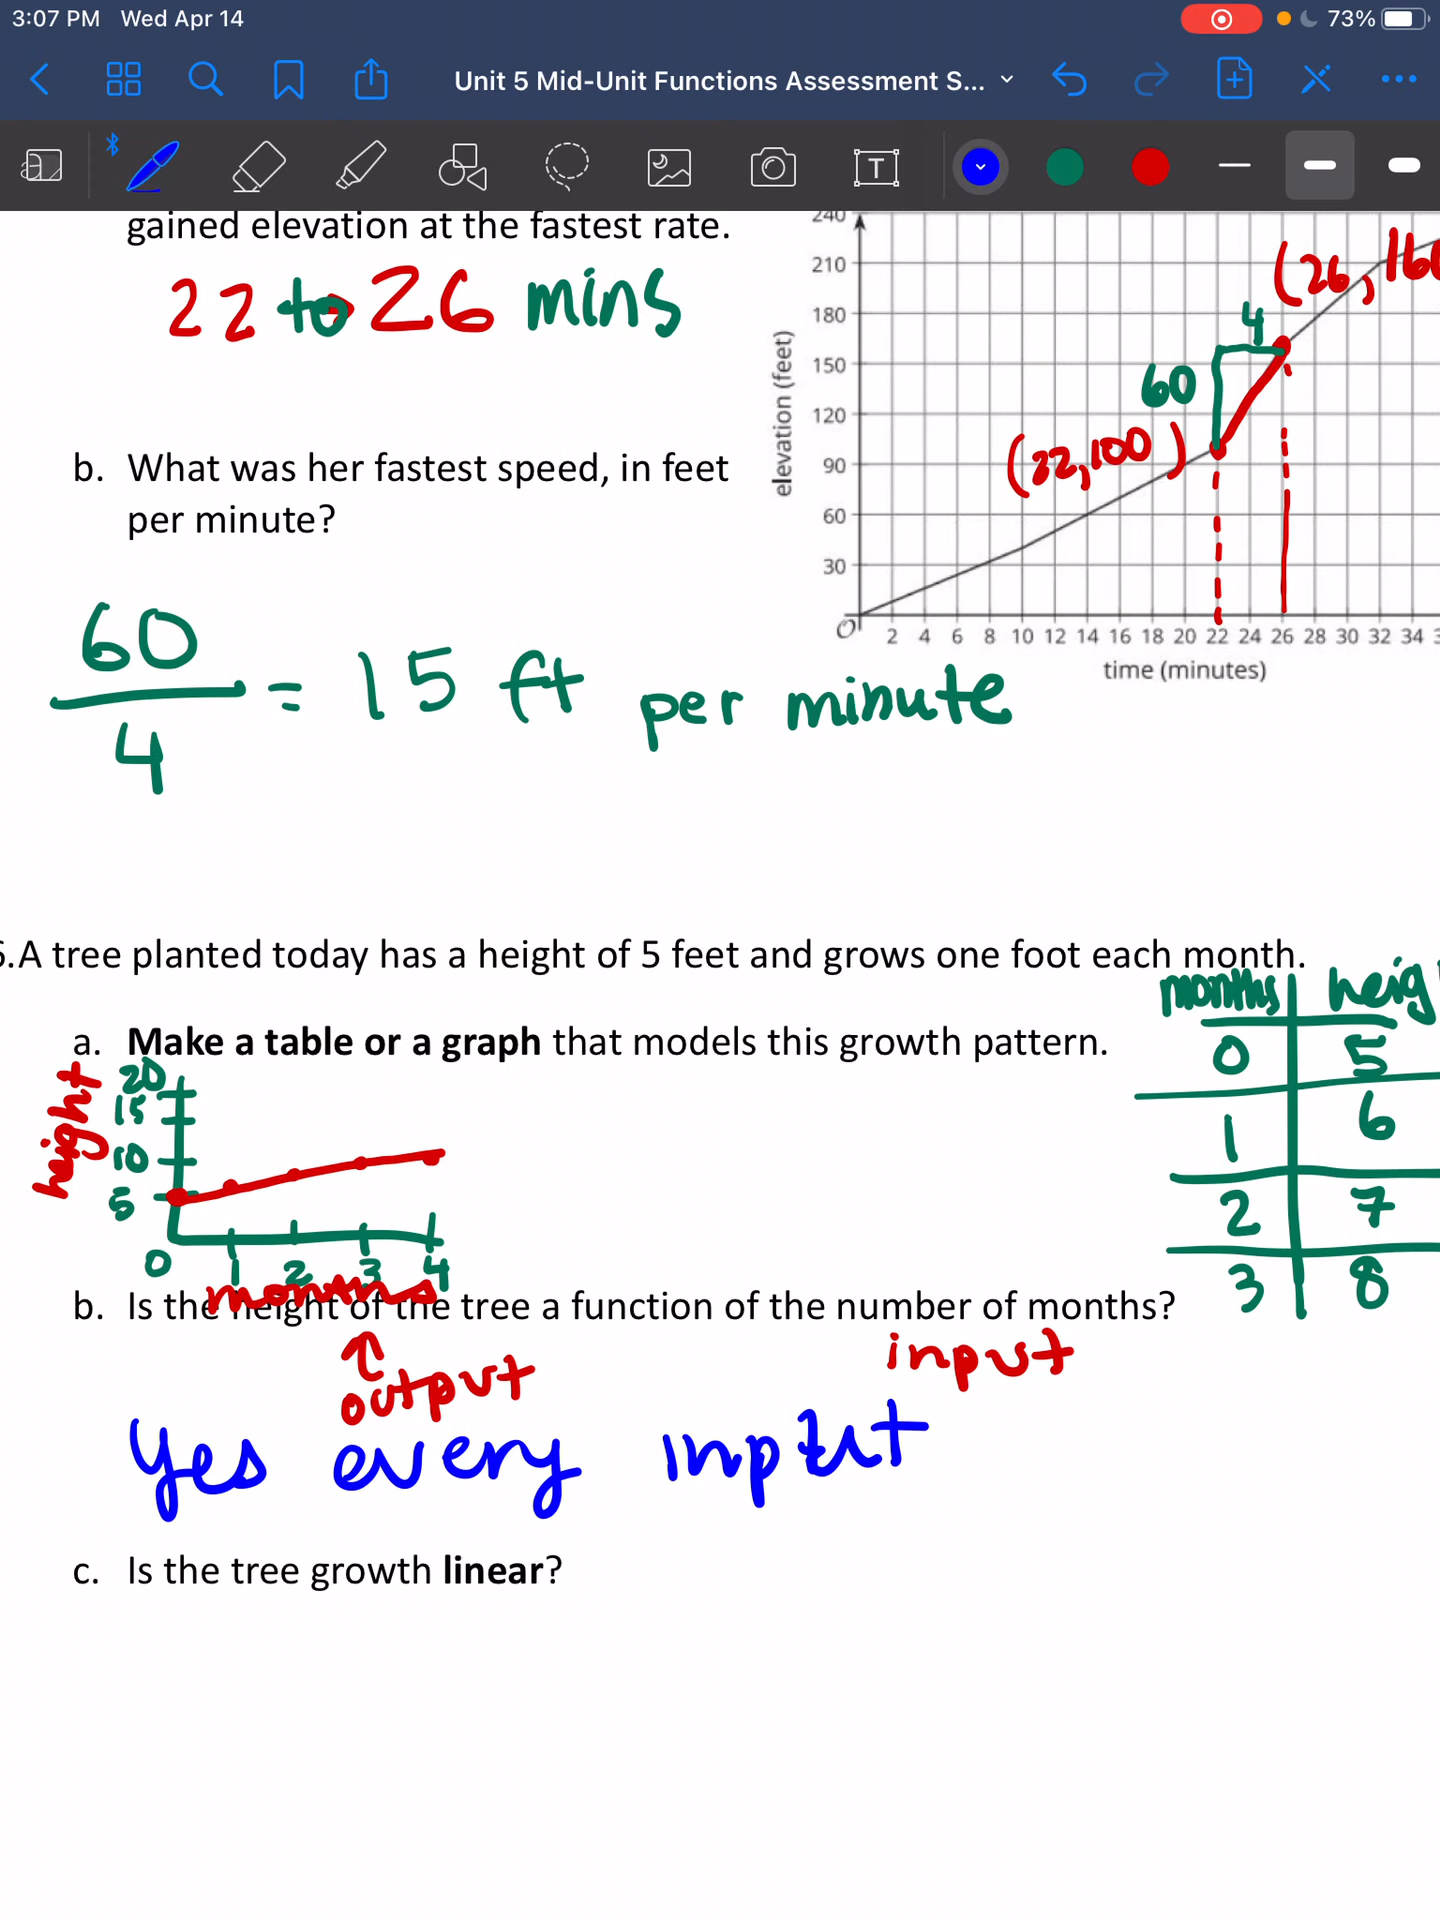 3:07 PM Wed Apr 14
73%
Unit 5 Mid-Unit Functions Assessment S...
a
T
gained elevation at the fastest rate.
22 to 26 mins
b. What was her fastest speed, in feet
per minute?
60
4
= 15 ft per minute
240
210
180
150
120
90
60
30
O
2 4 6 8 10 12 14 16 18 20 22 24 26 28 30 32 34
elevation (feet)
time (minutes)
(26, 160
4
60
(22,100)
.A tree planted today has a height of 5 feet and grows one foot each month.
months heig
0 5
1 6
2 7
3 8
a. Make a table or a graph that models this growth pattern.
height
20
15
10
5
0 1 2 3 4
months
b. Is the height of the tree a function of the number of months?
output
input
Yes every input
c. Is the tree growth linear?